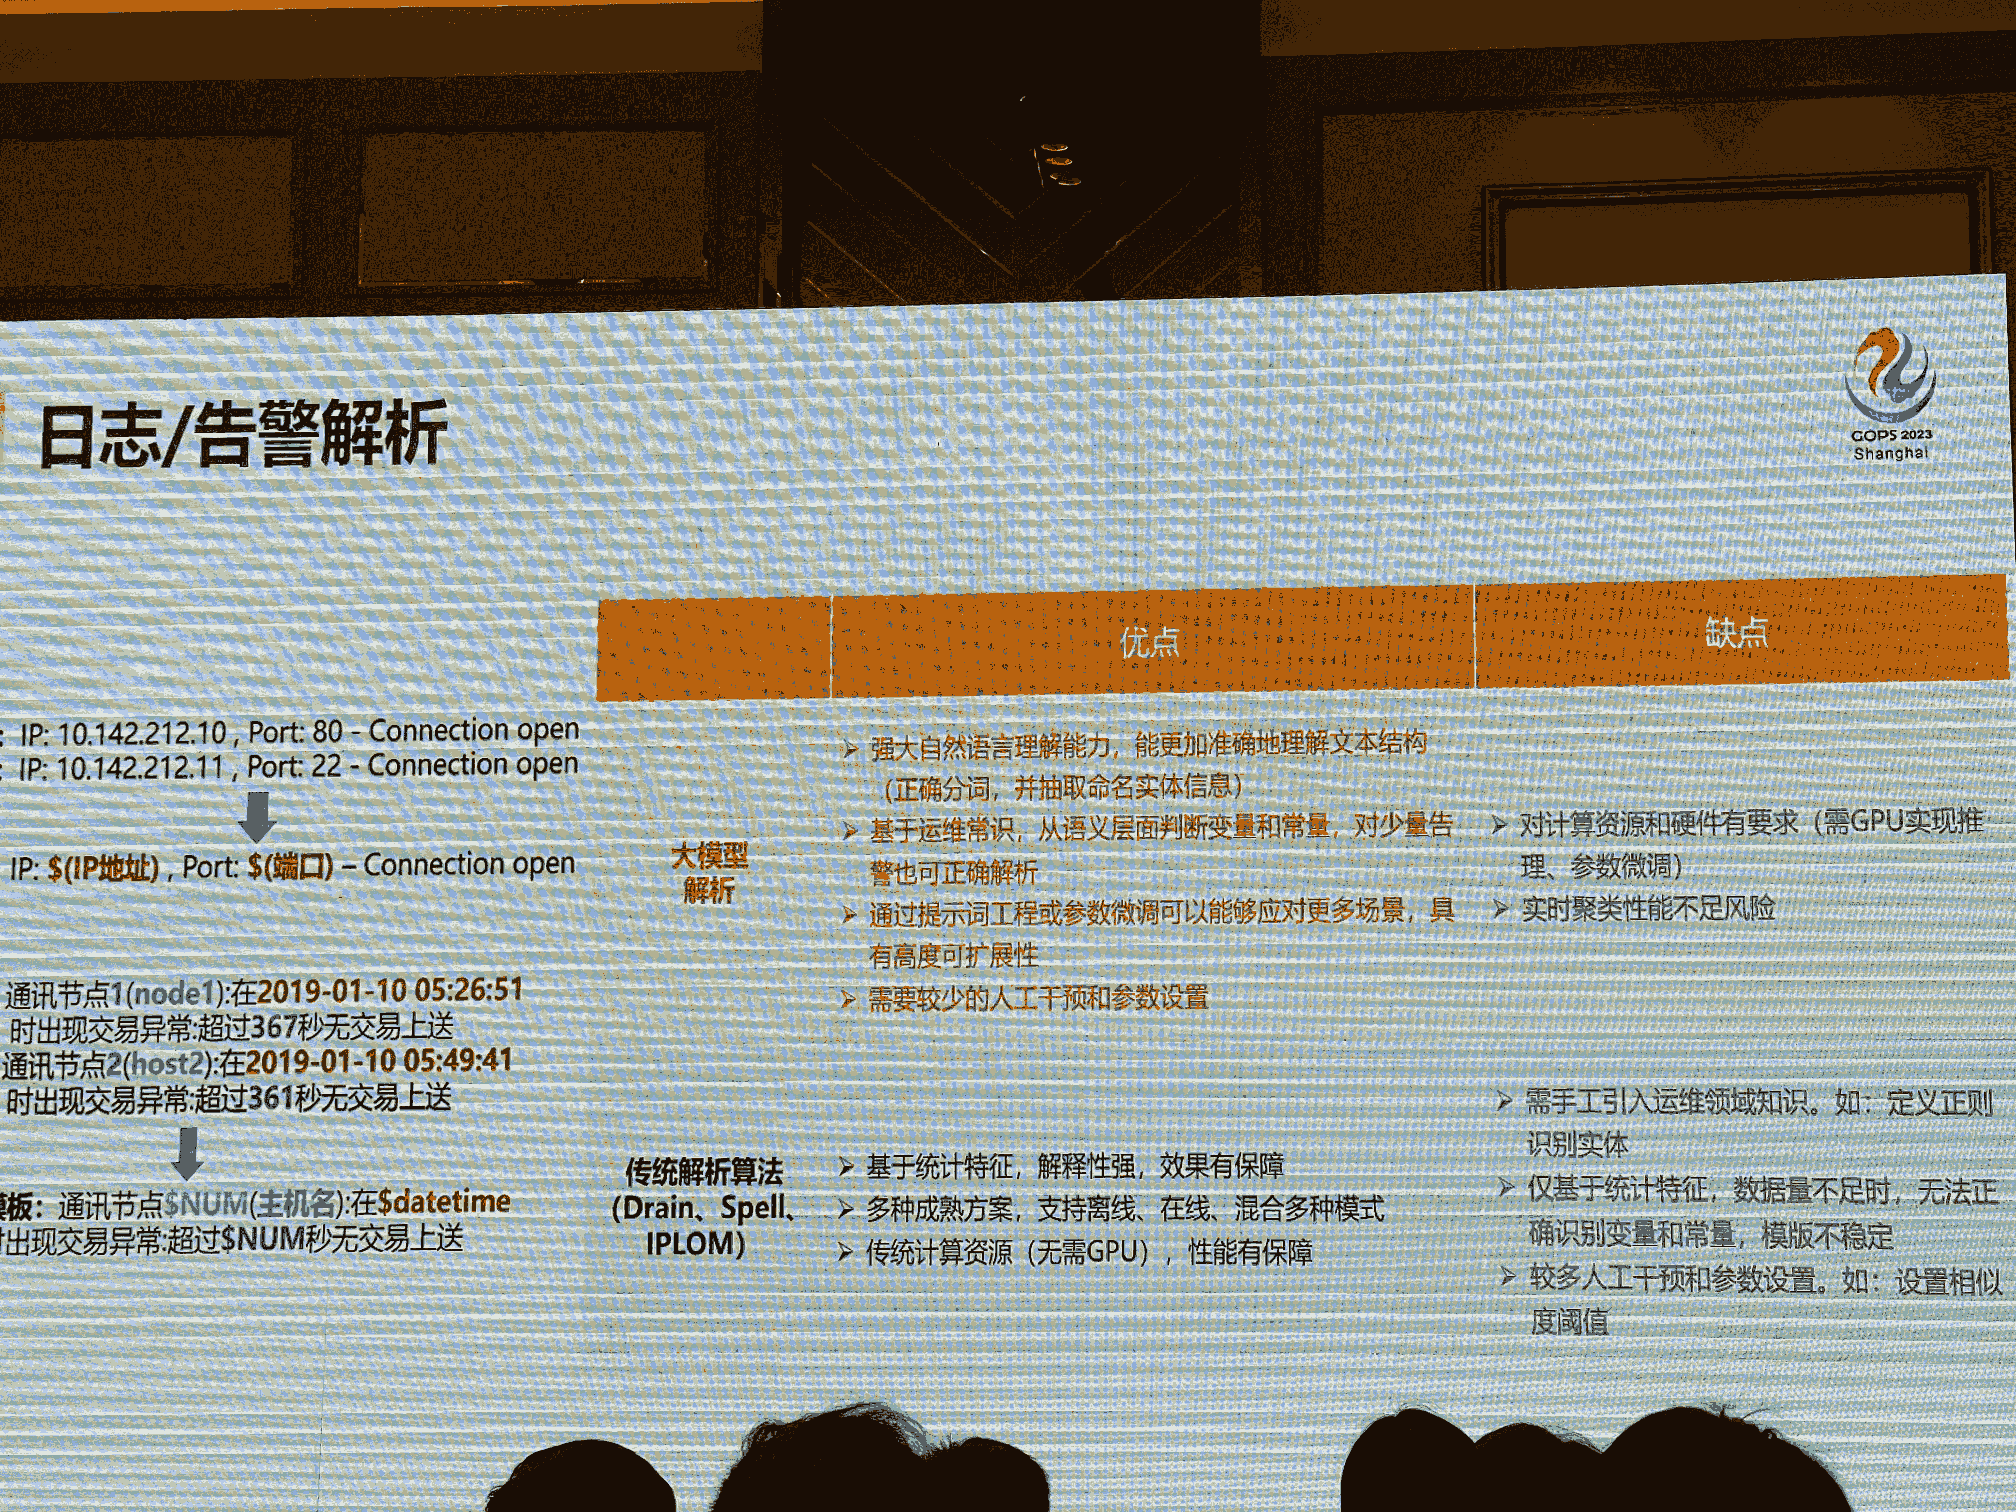 日志/告警解析
GOPS 2023
Shanghai
优点
缺点
: IP: 10.142.212.10 , Port: 80 - Connection open
: IP: 10.142.212.11 , Port: 22 - Connection open
IP: $(IP地址) , Port: $(端口) – Connection open
通讯节点1(node1):在2019-01-10 05:26:51
时出现交易异常:超过367秒无交易上送
通讯节点2(host2):在2019-01-10 05:49:41
时出现交易异常:超过361秒无交易上送
模板：通讯节点$NUM(主机名):在$datetime
时出现交易异常:超过$NUM秒无交易上送
大模型
解析
➢ 强大自然语言理解能力，能更加准确地理解文本结构
（正确分词，并抽取命名实体信息）
➢ 基于运维常识，从语义层面判断变量和常量，对少量告
警也可正确解析
➢ 通过提示词工程或参数微调可以能够应对更多场景，具
有高度可扩展性
➢ 需要较少的人工干预和参数设置
➢ 对计算资源和硬件有要求（需GPU实现推
理、参数微调）
➢ 实时聚类性能不足风险
传统解析算法
（Drain、Spell、
IPLOM）
➢ 基于统计特征，解释性强，效果有保障
➢ 多种成熟方案，支持离线、在线、混合多种模式
➢ 传统计算资源（无需GPU），性能有保障
➢ 需手工引入运维领域知识。如：定义正则
识别实体
➢ 仅基于统计特征，数据量不足时，无法正
确识别变量和常量，模版不稳定
➢ 较多人工干预和参数设置。如：设置相似
度阈值